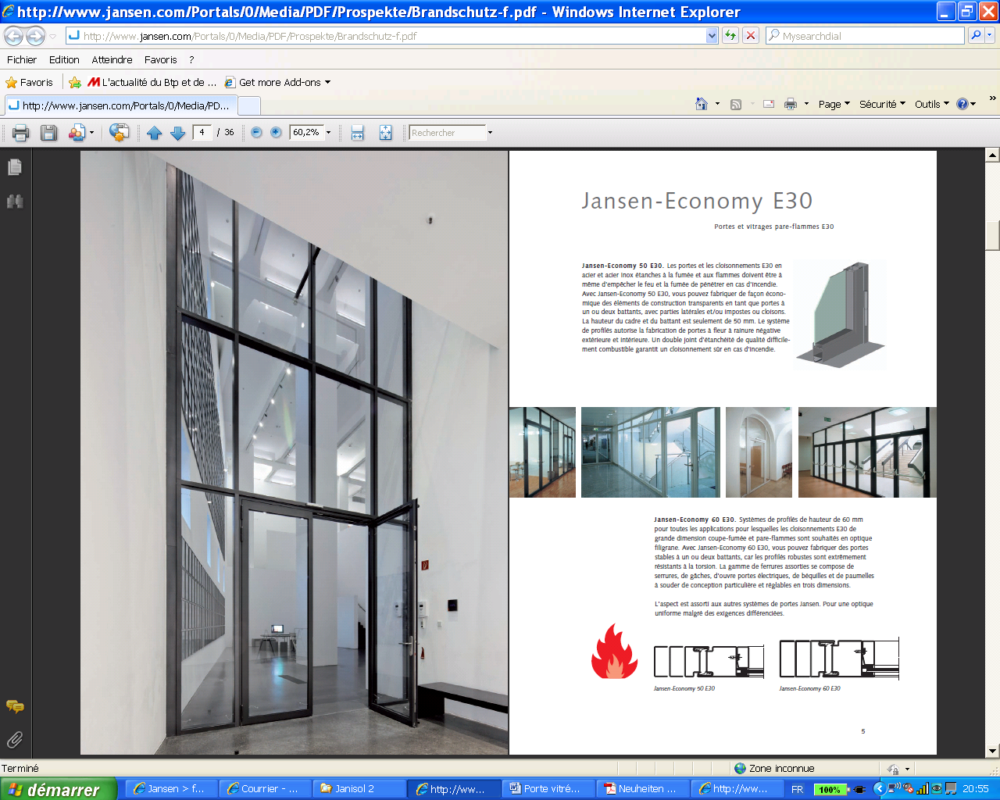 http://www.jansen.com/Portals/0/Media/PDF/Prospekte/Brandschutz-f.pdf - Windows Internet Explorer
http://www.jansen.com/Portals/0/Media/PDF/Prospekte/Brandschutz-f.pdf
Mysearchdial
Fichier Edition Atteindre Favoris ?
Favoris L'actualité du Btp et de ... Get more Add-ons
http://www.jansen.com/Portals/0/Media/PD...
Page Sécurité Outils »
4 / 36 60,2% Rechercher
Jansen-Economy E30
Portes et vitrages pare-flammes E30
Jansen-Economy 50 E30. Les portes et les cloisonnements E30 en
acier et acier inox étanches à la fumée et aux flammes doivent être à
même d'empêcher le feu et la fumée de pénétrer en cas d'incendie.
Avec Jansen-Economy 50 E30, vous pouvez fabriquer de façon écono-
mique des éléments de construction transparents en tant que portes à
un ou deux battants, avec parties latérales et/ou impostes ou cloisons.
La hauteur du cadre et du battant est seulement de 50 mm. Le système
de profilés autorise la fabrication de portes à fleur à rainure négative
extérieure et intérieure. Un double joint d'étanchéité de qualité difficile-
ment combustible garantit un cloisonnement sûr en cas d'incendie.
Jansen-Economy 60 E30. Systèmes de profilés de hauteur de 60 mm
pour toutes les applications pour lesquelles les cloisonnements E30 de
grande dimension coupe-fumée et pare-flammes sont souhaités en optique
filigrane. Avec Jansen-Economy 60 E30, vous pouvez fabriquer des portes
stables à un ou deux battants, car les profilés robustes sont extrêmement
résistants à la torsion. La gamme de ferrures assorties se compose de
serrures, de gâches, d'ouvre portes électriques, de béquilles et de paumelles
à souder de conception particulière et réglables en trois dimensions.
L'aspect est assorti aux autres systèmes de portes Jansen. Pour une optique
uniforme malgré des exigences différenciées.
Jansen-Economy 50 E30
Jansen-Economy 60 E30
5
Terminé
Zone inconnue
démarrer
Jansen > f...
Courrier - ...
Janisol 2
http://ww...
Porte vitré...
Neuheiten ...
http://ww...
FR
100%
20:55